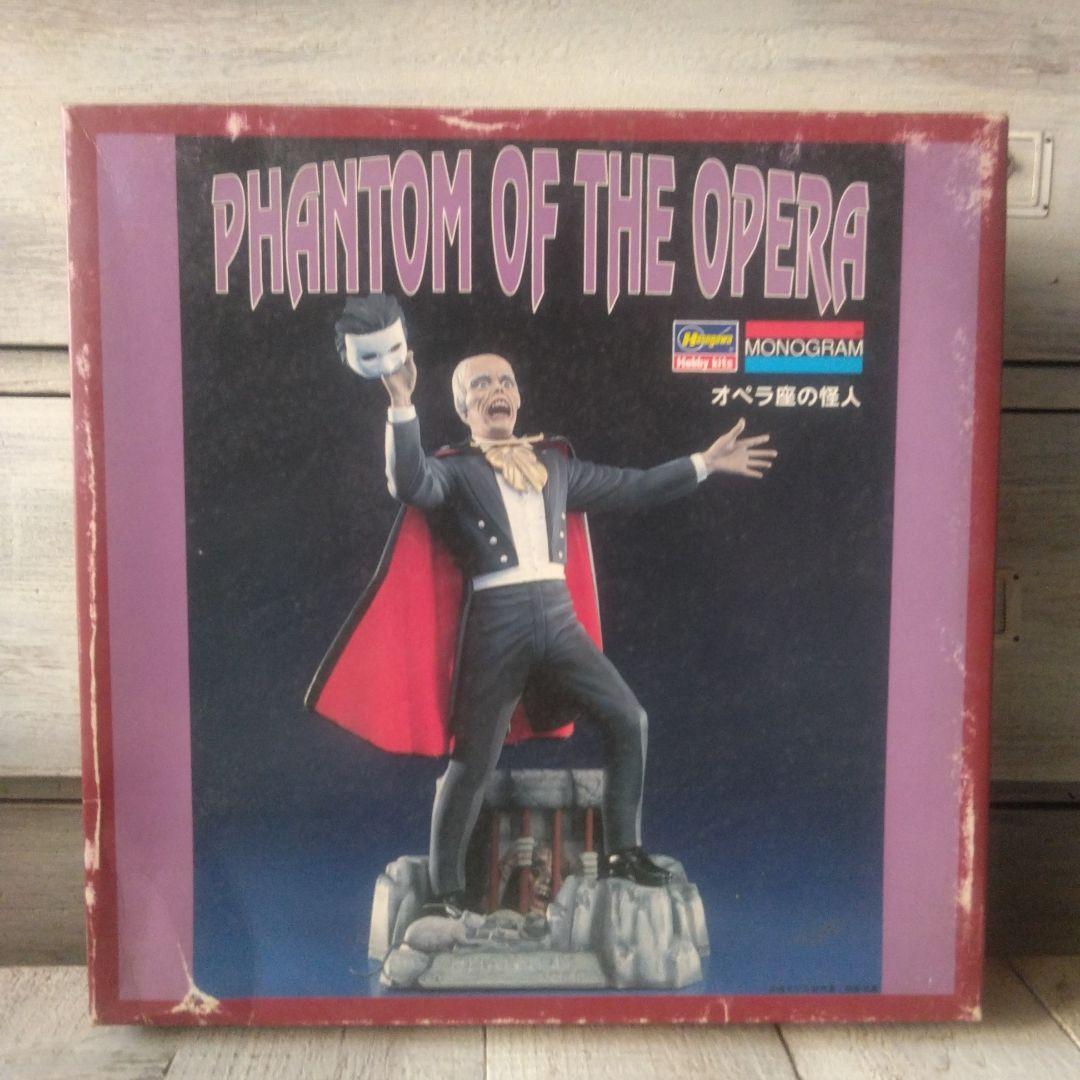 PHANTOM OF THE OPERA
Hasegawa
Hobby kits
MONOGRAM
オペラ座の怪人